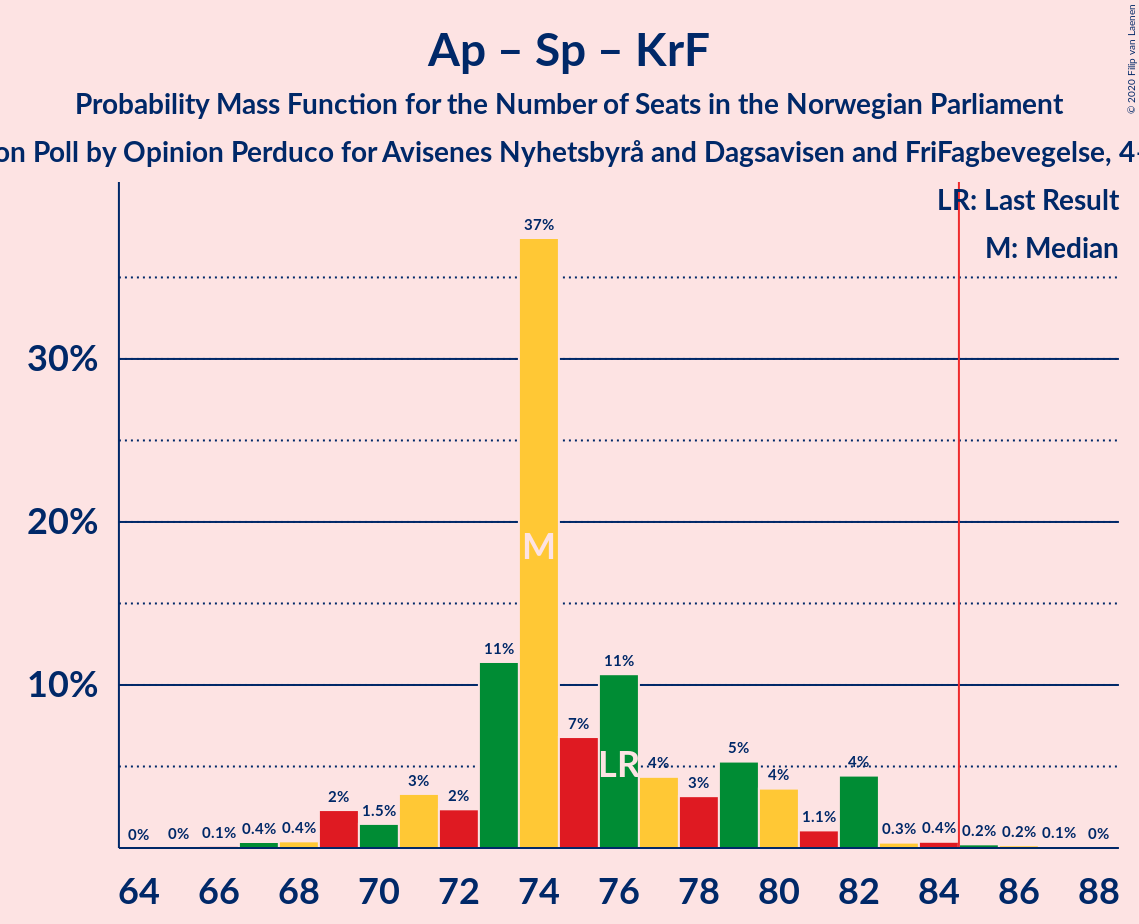 Ap – Sp – KrF
Probability Mass Function for the Number of Seats in the Norwegian Parliament
on Poll by Opinion Perduco for Avisenes Nyhetsbyrå and Dagsavisen and FriFagbevegelse, 4-
© 2020 Filip van Laenen
LR: Last Result
M: Median
37%
30%
20%
M
11% 11%
10%
7%
LR
5%
4% 4% 4%
3% 3%
2% 1.5% 2% 1.1%
0% 0% 0.1% 0.4% 0.4% 0.3% 0.4% 0.2% 0.2% 0.1% 0%
64 66 68 70 72 74 76 78 80 82 84 86 88